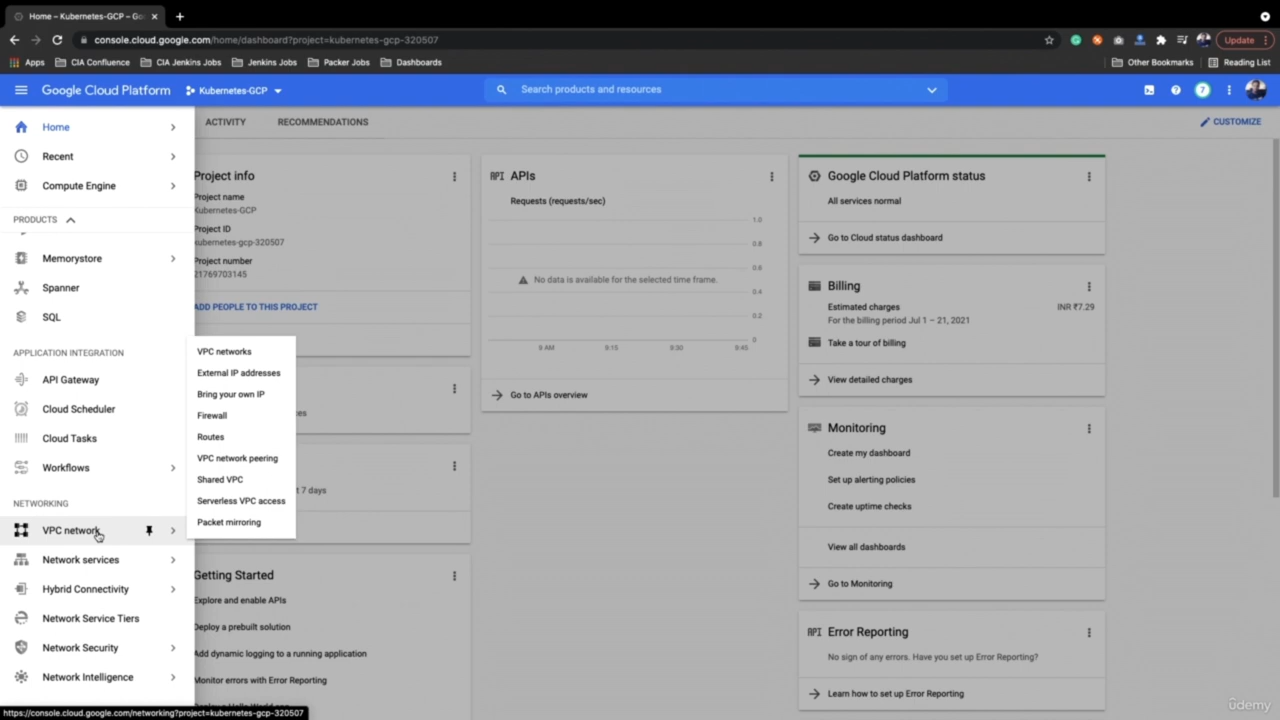 Home – Kubernetes-GCP – Go
console.cloud.google.com/home/dashboard?project=kubernetes-gcp-320507
Update
Apps
CIA Confluence
CIA Jenkins Jobs
Jenkins Jobs
Packer Jobs
Dashboards
Other Bookmarks
Reading List
Google Cloud Platform
Kubernetes-GCP
Search products and resources
7
Home
Recent
Compute Engine
PRODUCTS
Memorystore
Spanner
SQL
APPLICATION INTEGRATION
API Gateway
Cloud Scheduler
Cloud Tasks
Workflows
NETWORKING
VPC network
Network services
Hybrid Connectivity
Network Service Tiers
Network Security
Network Intelligence
VPC networks
External IP addresses
Bring your own IP
Firewall
Routes
VPC network peering
Shared VPC
Serverless VPC access
Packet mirroring
ACTIVITY
RECOMMENDATIONS
CUSTOMIZE
Project info
Project name
Kubernetes-GCP
Project ID
kubernetes-gcp-320507
Project number
21769703145
ADD PEOPLE TO THIS PROJECT
t 7 days
Getting Started
Explore and enable APIs
Deploy a prebuilt solution
Add dynamic logging to a running application
Monitor errors with Error Reporting
API APIs
Requests (requests/sec)
1.0
0.8
0.6
0.4
0.2
0
No data is available for the selected time frame.
9 AM
9:15
9:30
9:45
Go to APIs overview
Google Cloud Platform status
All services normal
Go to Cloud status dashboard
Billing
Estimated charges
INR ₹7.29
For the billing period Jul 1 – 21, 2021
Take a tour of billing
View detailed charges
Monitoring
Create my dashboard
Set up alerting policies
Create uptime checks
View all dashboards
Go to Monitoring
Error Reporting
No sign of any errors. Have you set up Error Reporting?
Learn how to set up Error Reporting
https://console.cloud.google.com/networking?project=kubernetes-gcp-320507
ûdemy